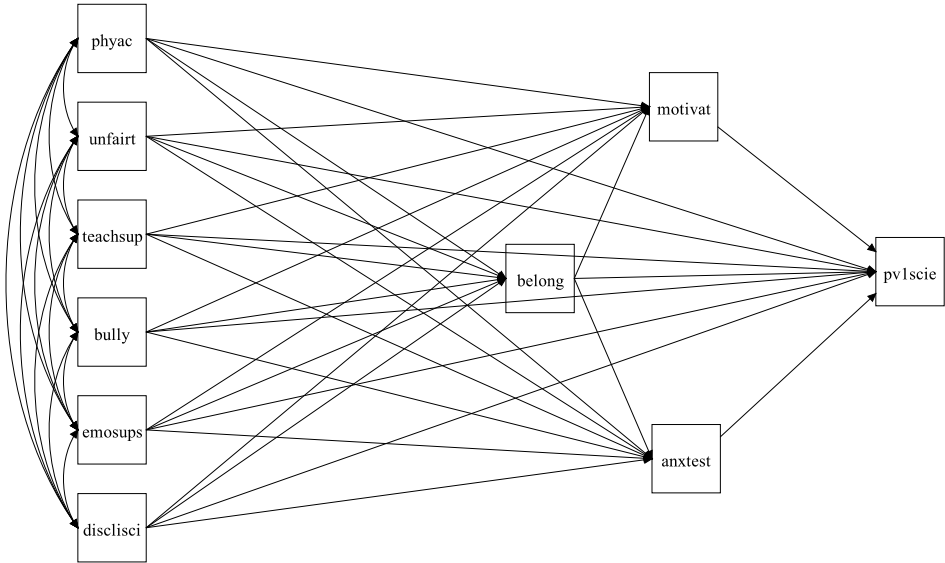 phyac
unfairt
teachsup
bully
emosups
disclisci
belong
motivat
anxtest
pv1scie